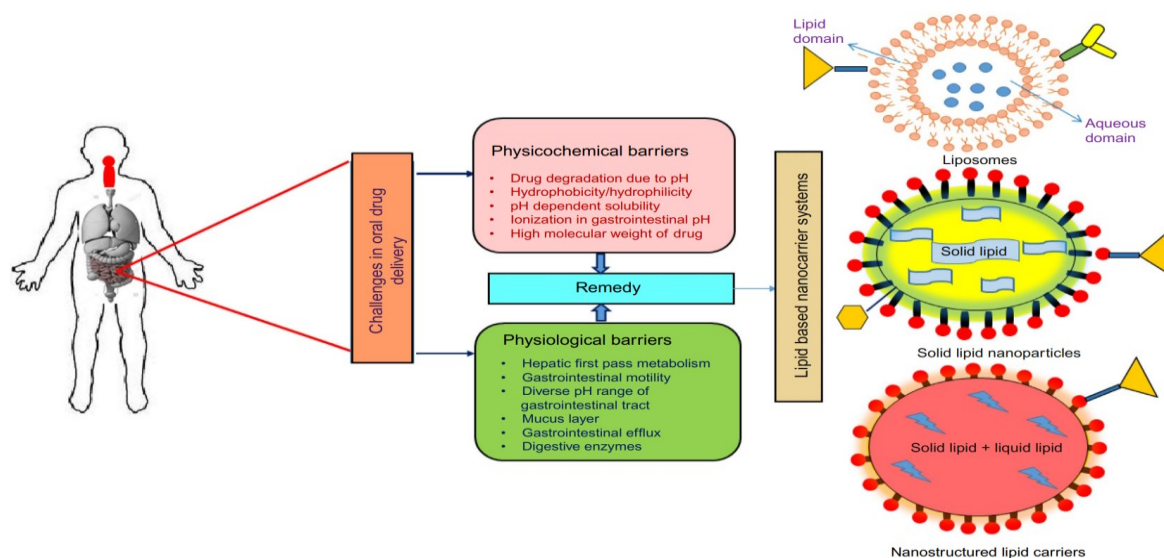 Challenges in oral drug
delivery
Physicochemical barriers
• Drug degradation due to pH
• Hydrophobicity/hydrophilicity
• pH dependent solubility
• Ionization in gastrointestinal pH
• High molecular weight of drug
Remedy
Physiological barriers
• Hepatic first pass metabolism
• Gastrointestinal motility
• Diverse pH range of
gastrointestinal tract
• Mucus layer
• Gastrointestinal efflux
• Digestive enzymes
Lipid based nanocarrier systems
Lipid
domain
Aqueous
domain
Liposomes
Solid lipid
Solid lipid nanoparticles
Solid lipid + liquid lipid
Nanostructured lipid carriers